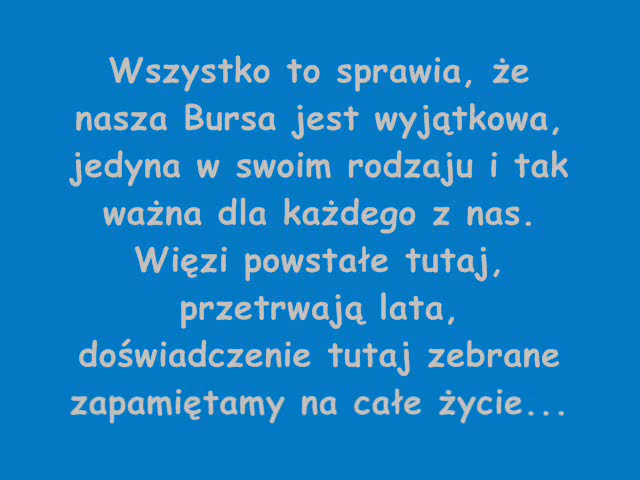 Wszystko to sprawia, że
nasza Bursa jest wyjątkowa,
jedyna w swoim rodzaju i tak
ważna dla każdego z nas.
Więzi powstałe tutaj,
przetrwają lata,
doświadczenie tutaj zebrane
zapamiętamy na całe życie...